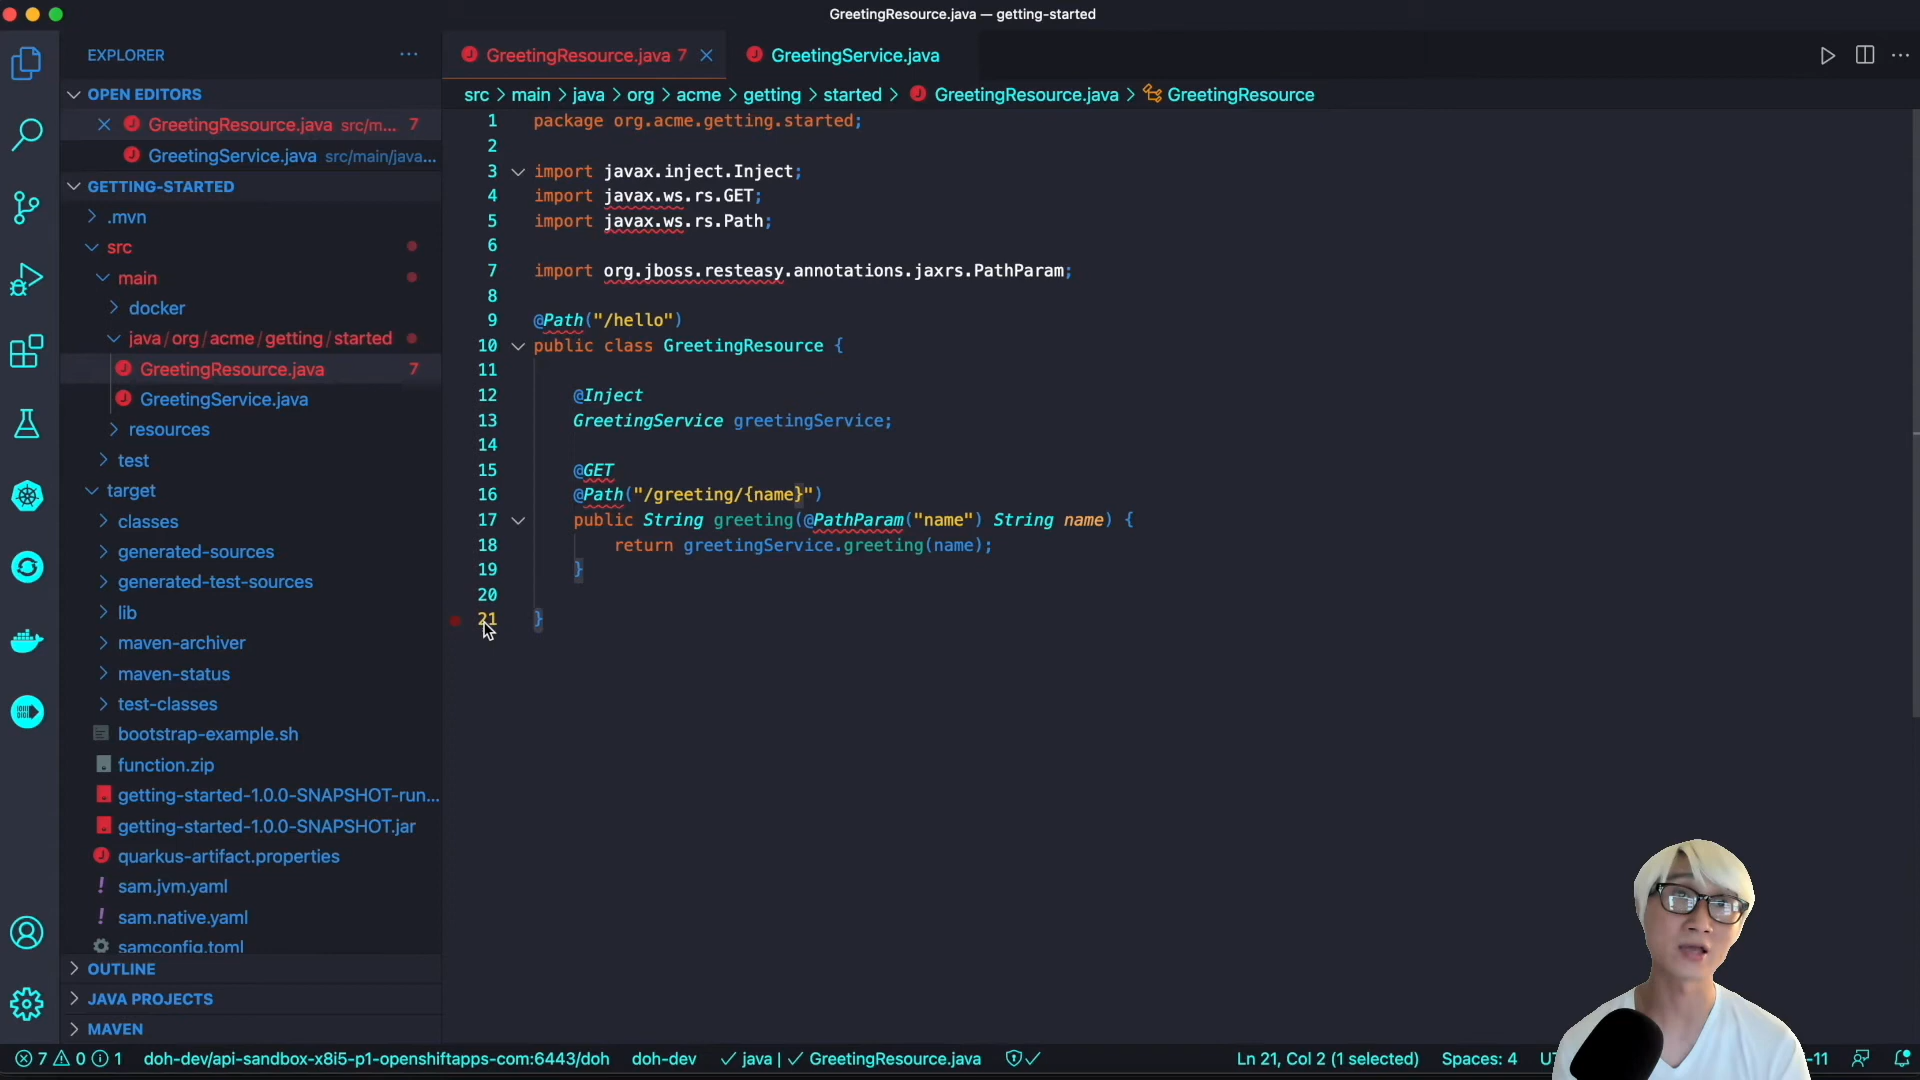 GreetingResource.java — getting-started
EXPLORER
GreetingResource.java 7
GreetingService.java
OPEN EDITORS
GreetingResource.java src/m... 7
GreetingService.java src/main/java...
GETTING-STARTED
.mvn
src
main
docker
java/org/acme/getting/started
GreetingResource.java 7
GreetingService.java
resources
test
target
classes
generated-sources
generated-test-sources
lib
maven-archiver
maven-status
test-classes
bootstrap-example.sh
function.zip
getting-started-1.0.0-SNAPSHOT-run...
getting-started-1.0.0-SNAPSHOT.jar
quarkus-artifact.properties
sam.jvm.yaml
sam.native.yaml
samconfig.toml
OUTLINE
JAVA PROJECTS
MAVEN
src > main > java > org > acme > getting > started > GreetingResource.java > GreetingResource
1 package org.acme.getting.started;
2
3 import javax.inject.Inject;
4 import javax.ws.rs.GET;
5 import javax.ws.rs.Path;
6
7 import org.jboss.resteasy.annotations.jaxrs.PathParam;
8
9 @Path("/hello")
10 public class GreetingResource {
11
12 @Inject
13 GreetingService greetingService;
14
15 @GET
16 @Path("/greeting/{name}")
17 public String greeting(@PathParam("name") String name) {
18 return greetingService.greeting(name);
19 }
20
21 }
7 0 1 doh-dev/api-sandbox-x8i5-p1-openshiftapps-com:6443/doh doh-dev java | GreetingResource.java Ln 21, Col 2 (1 selected) Spaces: 4 -11